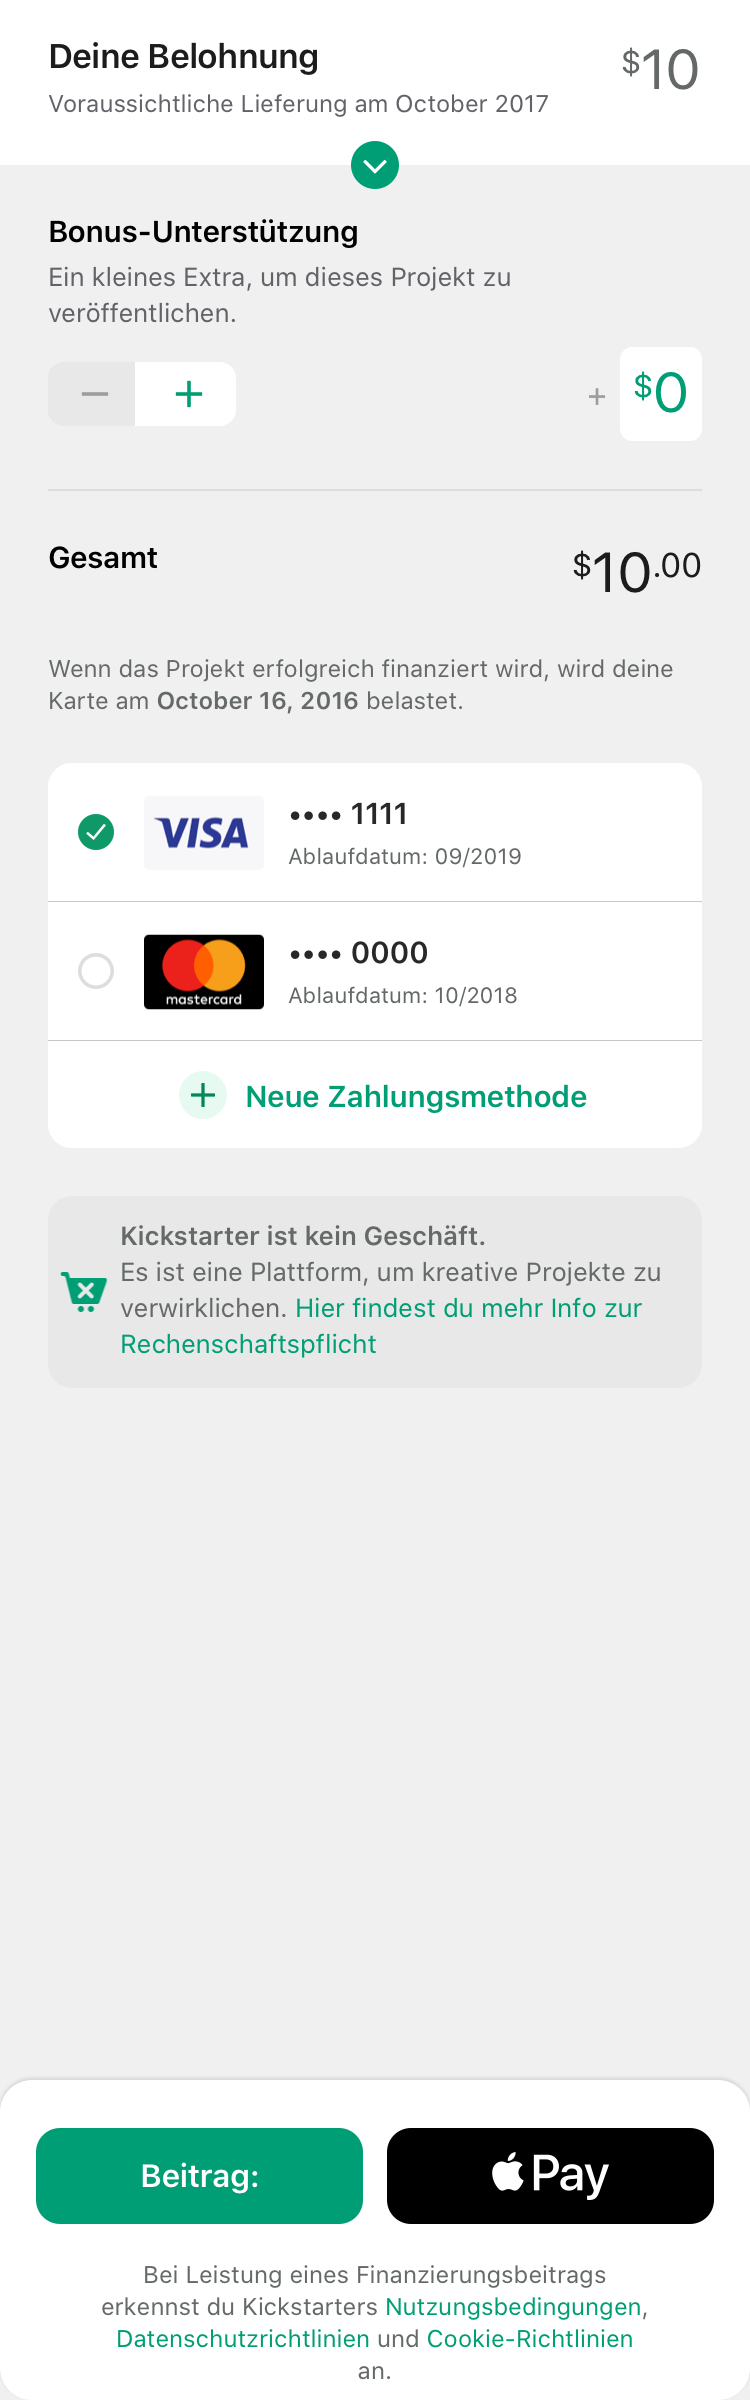 Deine Belohnung
$10
Voraussichtliche Lieferung am October 2017
Bonus-Unterstützung
Ein kleines Extra, um dieses Projekt zu
veröffentlichen.
− +
+ $0
Gesamt
$10.00
Wenn das Projekt erfolgreich finanziert wird, wird deine
Karte am October 16, 2016 belastet.
VISA
•••• 1111
Ablaufdatum: 09/2019
mastercard
•••• 0000
Ablaufdatum: 10/2018
+ Neue Zahlungsmethode
Kickstarter ist kein Geschäft.
Es ist eine Plattform, um kreative Projekte zu
verwirklichen. Hier findest du mehr Info zur
Rechenschaftspflicht
Beitrag:
Pay
Bei Leistung eines Finanzierungsbeitrags
erkennst du Kickstarters Nutzungsbedingungen,
Datenschutzrichtlinien und Cookie-Richtlinien
an.